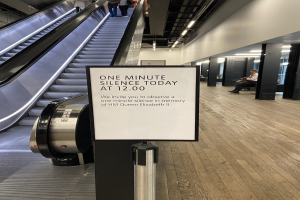 ONE MINUTE
SILENCE TODAY
AT 12.00
We invite you to observe a
one minute silence in memory
of HM Queen Elizabeth II